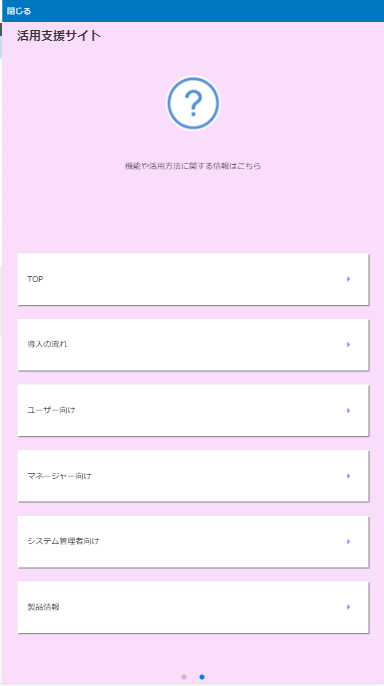 閉じる
活用支援サイト
?
機能や活用方法に関する情報はこちら
TOP
導入の流れ
ユーザー向け
マネージャー向け
システム管理者向け
製品情報